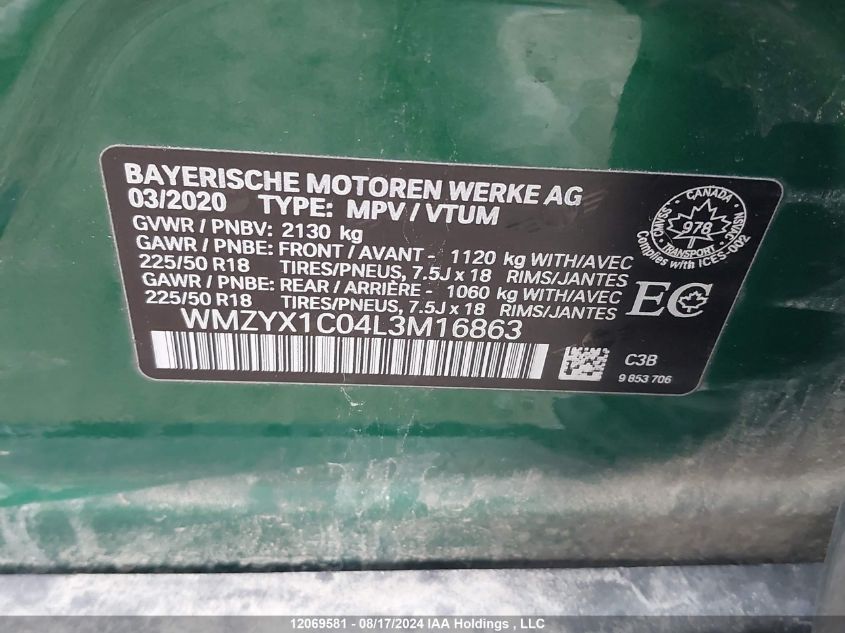 BAYERISCHE MOTOREN WERKE AG
03/2020 TYPE: MPV / VTUM
GVWR / PNBV: 2130 kg
GAWR / PNBE: FRONT / AVANT - 1120 kg WITH/AVEC
225/50 R18 TIRES/PNEUS, 7.5J x 18 RIMS/JANTES
GAWR / PNBE: REAR / ARRIÈRE - 1060 kg WITH/AVEC
225/50 R18 TIRES/PNEUS, 7.5J x 18 RIMS/JANTES
WMZYX1C04L3M16863
CANADA
SVMAC
NSVAC
978
TRANSPORT
Complies with ICES-002
EC
C3B
9 853 706
12069581 - 08/17/2024 IAA Holdings , LLC